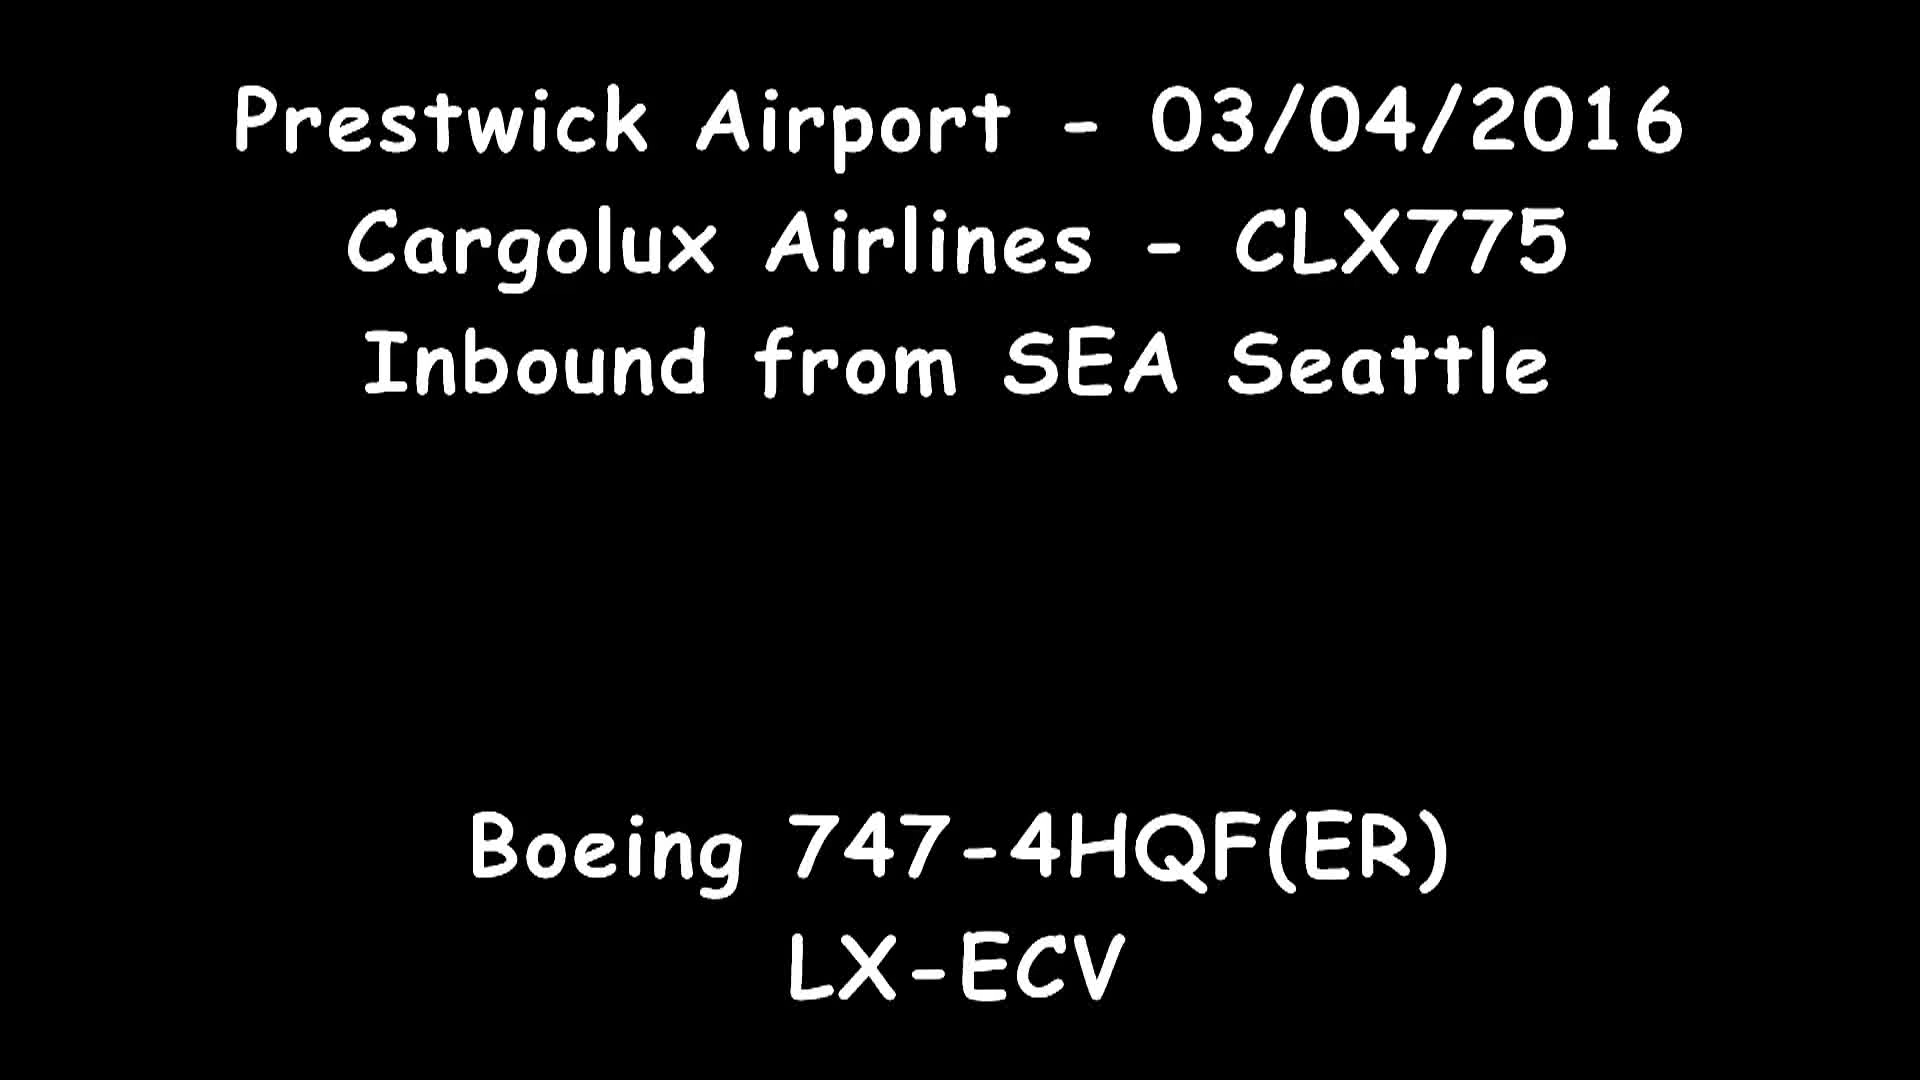 Prestwick Airport - 03/04/2016
Cargolux Airlines - CLX775
Inbound from SEA Seattle
Boeing 747-4HQF(ER)
LX-ECV